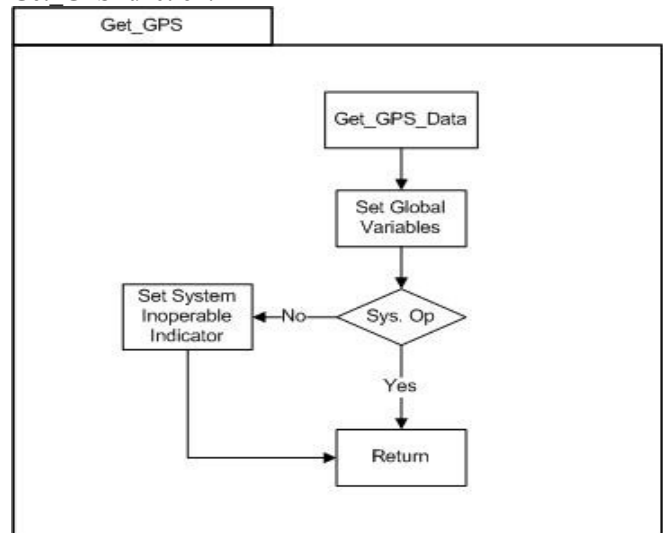 Get_GPS
Get_GPS_Data
Set Global
Variables
Sys. Op
No
Set System
Inoperable
Indicator
Yes
Return